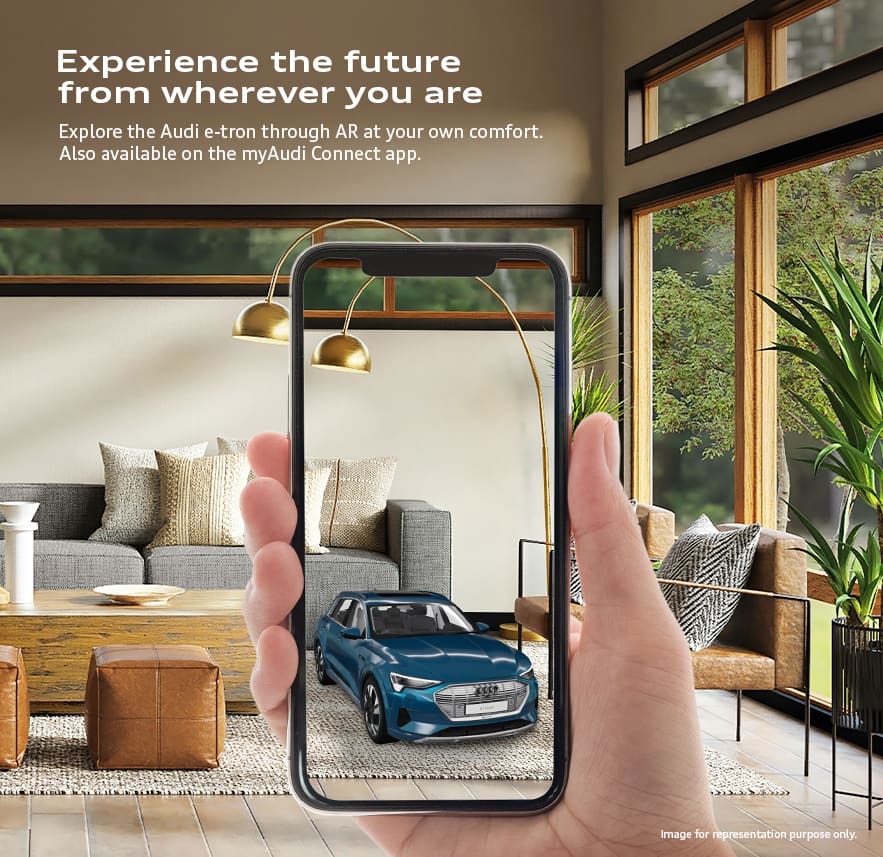 Experience the future
from wherever you are
Explore the Audi e-tron through AR at your own comfort.
Also available on the myAudi Connect app.
Image for representation purpose only.